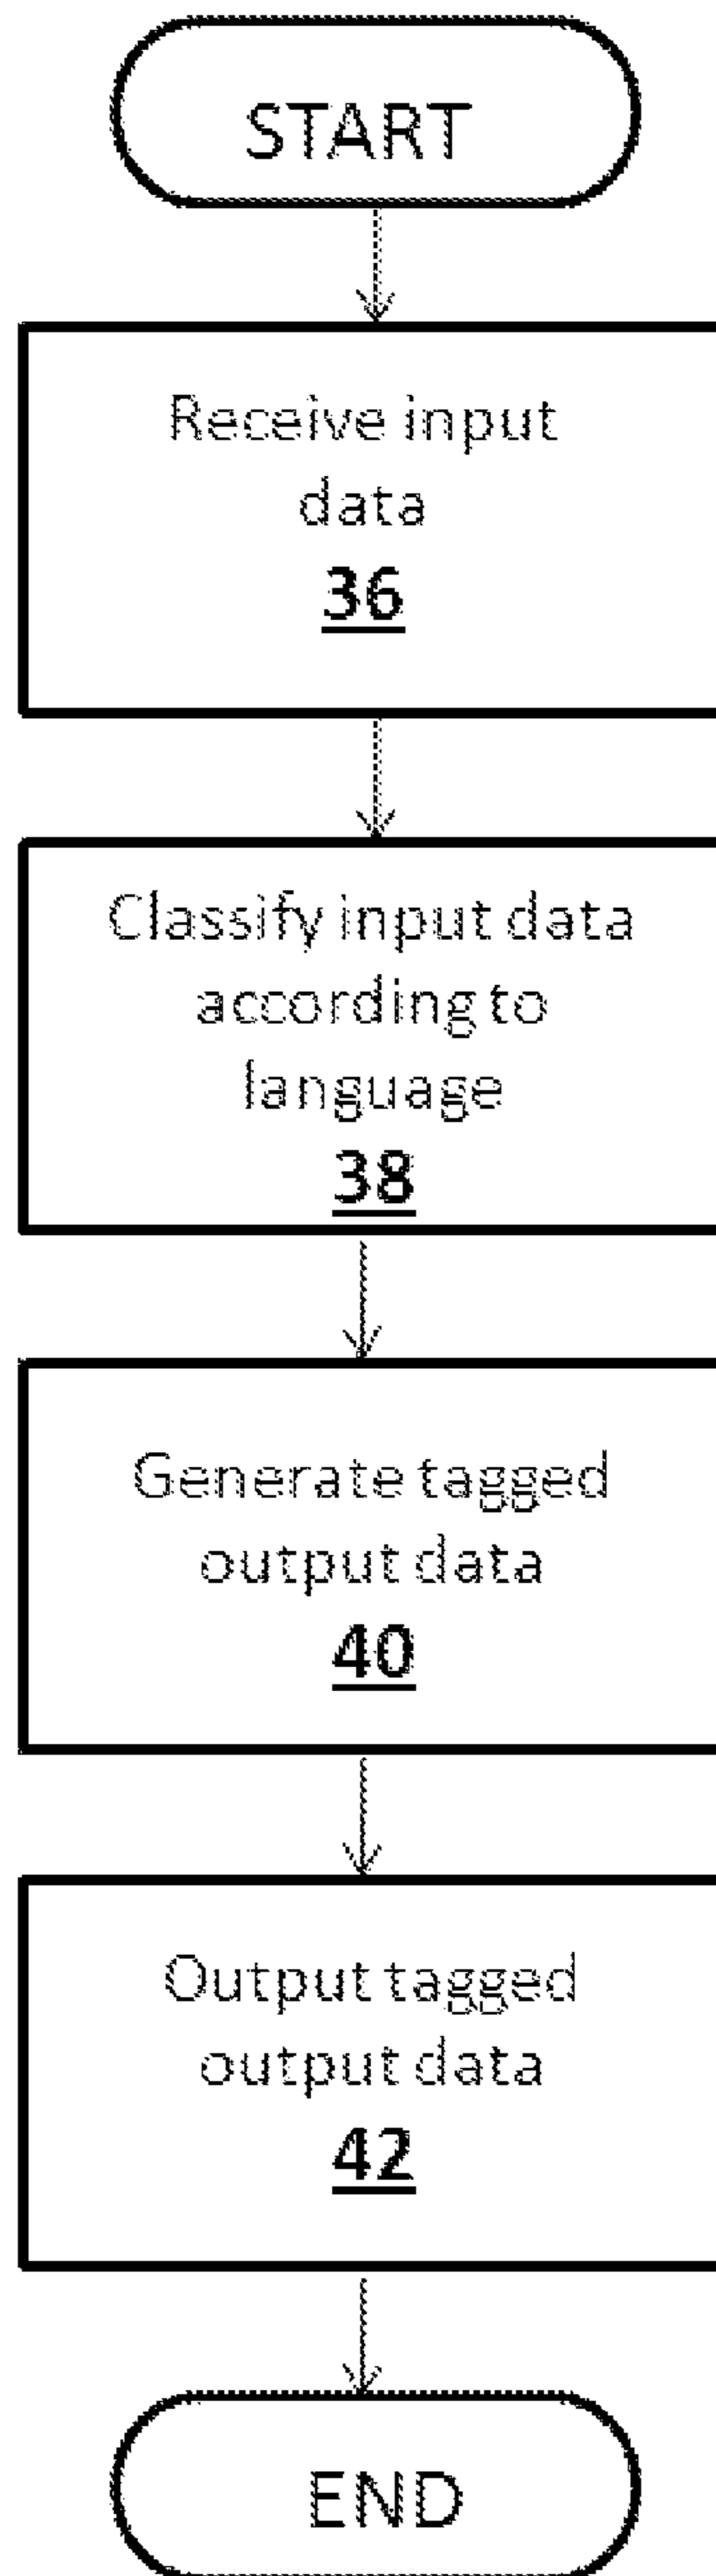 START
Receive input
data
36
Classify input data
according to
language
38
Generate tagged
output data
40
Output tagged
output data
42
END